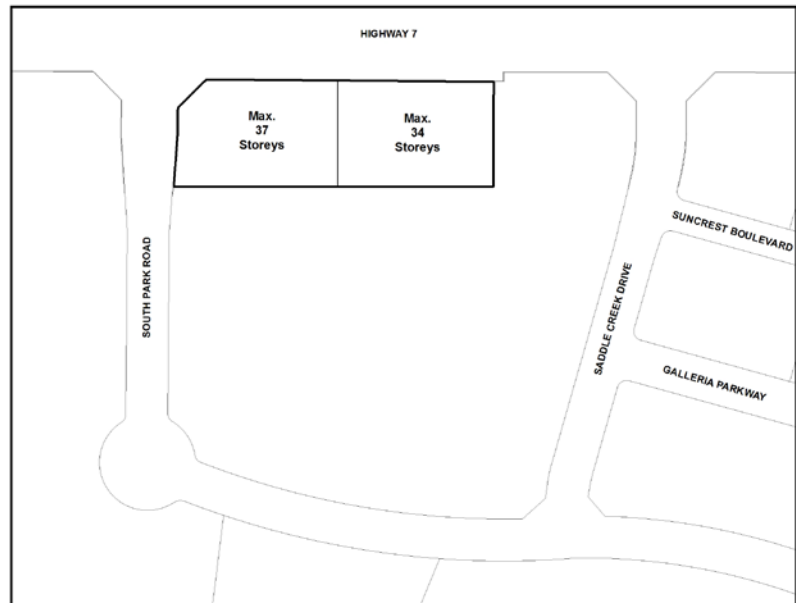 HIGHWAY 7
Max.
37
Storeys
Max.
34
Storeys
SUNCREST BOULEVARD
SOUTH PARK ROAD
SADDLE CREEK DRIVE
GALLERIA PARKWAY